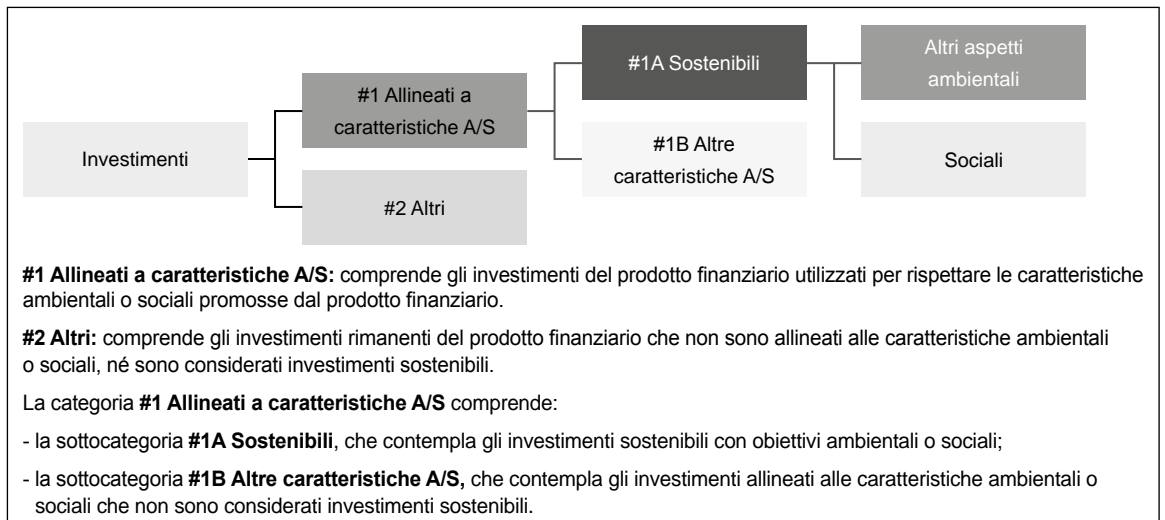 Investimenti
#1 Allineati a
caratteristiche A/S
#2 Altri
#1A Sostenibili
#1B Altre
caratteristiche A/S
Altri aspetti
ambientali
Sociali
#1 Allineati a caratteristiche A/S: comprende gli investimenti del prodotto finanziario utilizzati per rispettare le caratteristiche
ambientali o sociali promosse dal prodotto finanziario.
#2 Altri: comprende gli investimenti rimanenti del prodotto finanziario che non sono allineati alle caratteristiche ambientali
o sociali, né sono considerati investimenti sostenibili.
La categoria #1 Allineati a caratteristiche A/S comprende:
- la sottocategoria #1A Sostenibili, che contempla gli investimenti sostenibili con obiettivi ambientali o sociali;
- la sottocategoria #1B Altre caratteristiche A/S, che contempla gli investimenti allineati alle caratteristiche ambientali o
sociali che non sono considerati investimenti sostenibili.